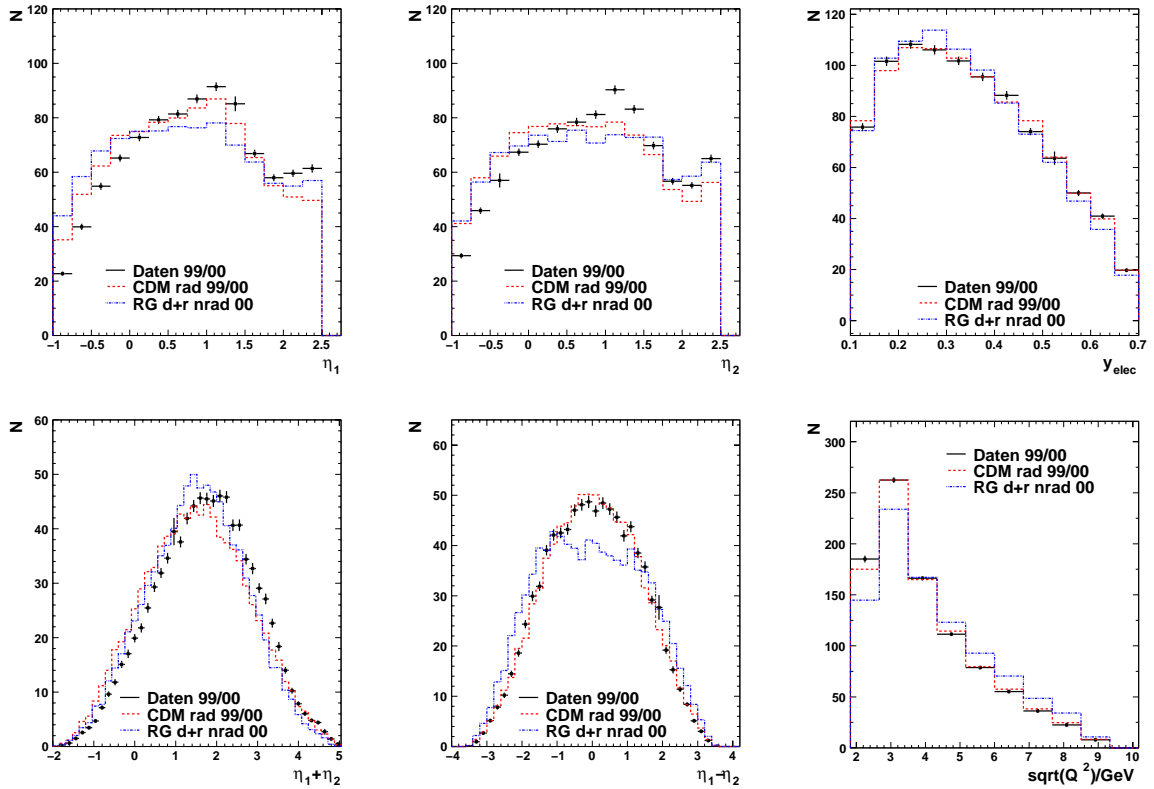 N
120
100
80
60
40
20
0
Daten 99/00
CDM rad 99/00
RG d+r nrad 00
−1 −0.5 0 0.5 1 1.5 2 2.5
η1
N
120
100
80
60
40
20
0
Daten 99/00
CDM rad 99/00
RG d+r nrad 00
−1 −0.5 0 0.5 1 1.5 2 2.5
η2
N
120
100
80
60
40
20
0
Daten 99/00
CDM rad 99/00
RG d+r nrad 00
0.1 0.2 0.3 0.4 0.5 0.6 0.7
yelec
N
60
50
40
30
20
10
0
Daten 99/00
CDM rad 99/00
RG d+r nrad 00
−2 −1 0 1 2 3 4 5
η1+η2
N
65
60
50
40
30
20
10
0
Daten 99/00
CDM rad 99/00
RG d+r nrad 00
−4 −3 −2 −1 0 1 2 3 4
η1−η2
N
300
250
200
150
100
50
0
Daten 99/00
CDM rad 99/00
RG d+r nrad 00
2 3 4 5 6 7 8 9 10
sqrt(Q2)/GeV